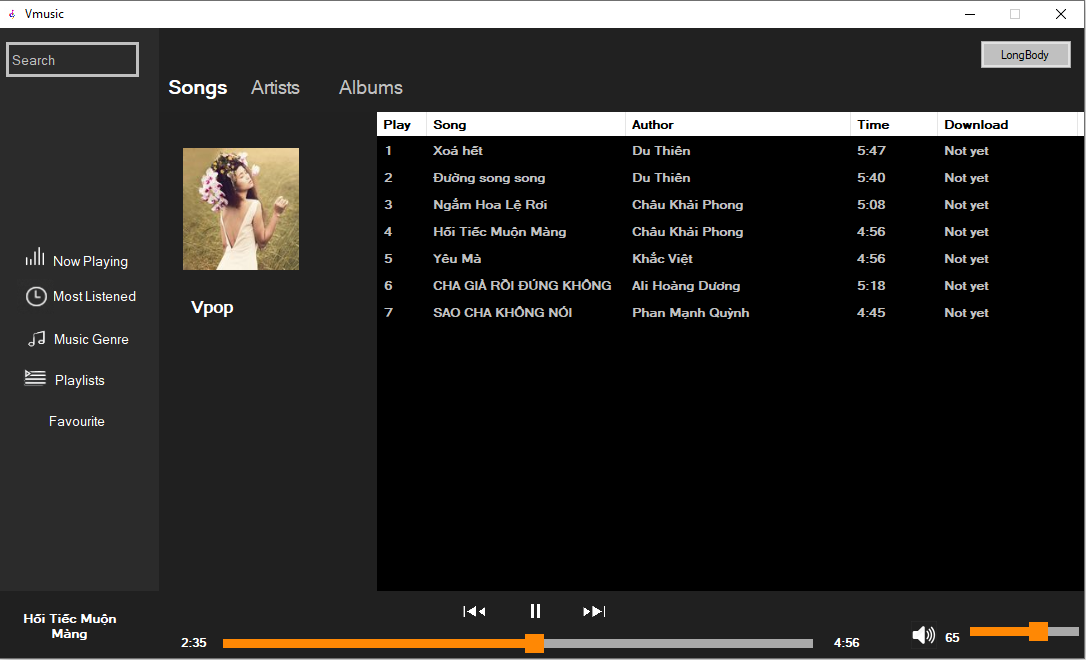 Vmusic
Search
LongBody
Songs Artists Albums
Play Song Author Time Download
1 Xoá hết Du Thiên 5:47 Not yet
2 Đường song song Du Thiên 5:40 Not yet
3 Ngắm Hoa Lệ Rơi Châu Khải Phong 5:08 Not yet
4 Hối Tiếc Muộn Màng Châu Khải Phong 4:56 Not yet
5 Yêu Mà Khắc Việt 4:56 Not yet
6 CHA GIÀ RỒI ĐÚNG KHÔNG Ali Hoàng Dương 5:18 Not yet
7 SAO CHA KHÔNG NÓI Phan Mạnh Quỳnh 4:45 Not yet
Vpop
Now Playing
Most Listened
Music Genre
Playlists
Favourite
Hối Tiếc Muộn
Màng
2:35 4:56 65